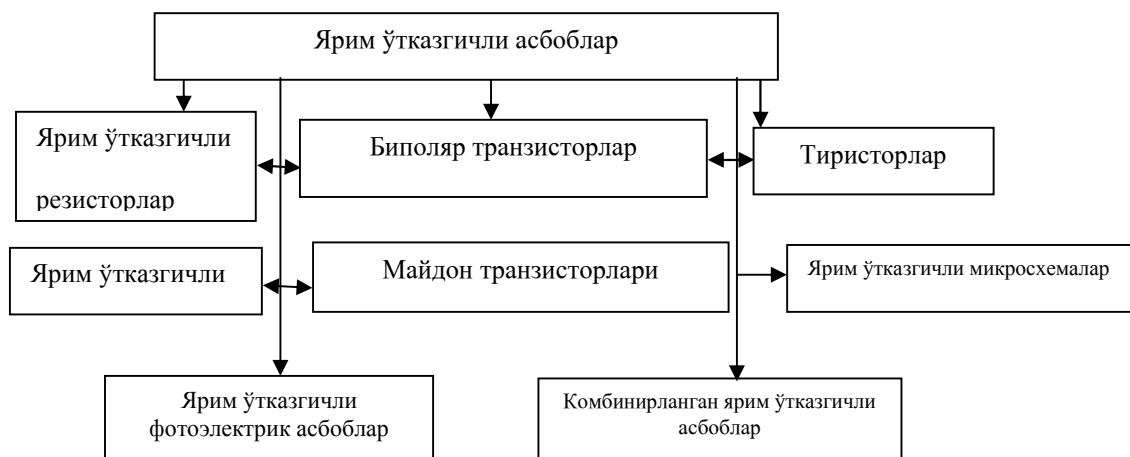 Ярим ўтказгичли асбоблар
Ярим ўтказгичли
резисторлар
Биполяр транзисторлар
Тиристорлар
Ярим ўтказгичли
Майдон транзисторлари
Ярим ўтказгичли микросхемалар
Ярим ўтказгичли
фотоэлектрик асбоблар
Комбинирланган ярим ўтказгичли
асбоблар